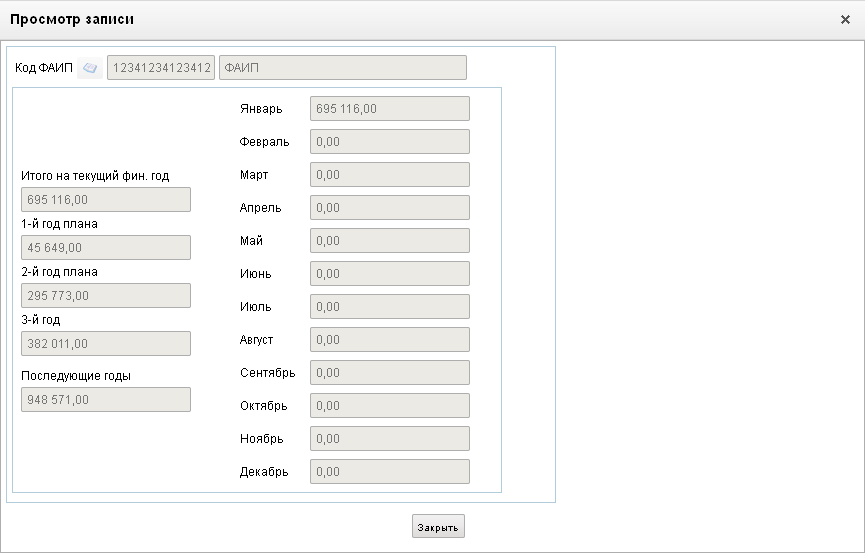 Просмотр записи
Код ФАИП 12341234123412 ФАИП
Итого на текущий фин. год
695 116,00
1-й год плана
45 649,00
2-й год плана
295 773,00
3-й год
382 011,00
Последующие годы
948 571,00
Январь 695 116,00
Февраль 0,00
Март 0,00
Апрель 0,00
Май 0,00
Июнь 0,00
Июль 0,00
Август 0,00
Сентябрь 0,00
Октябрь 0,00
Ноябрь 0,00
Декабрь 0,00
Закрыть